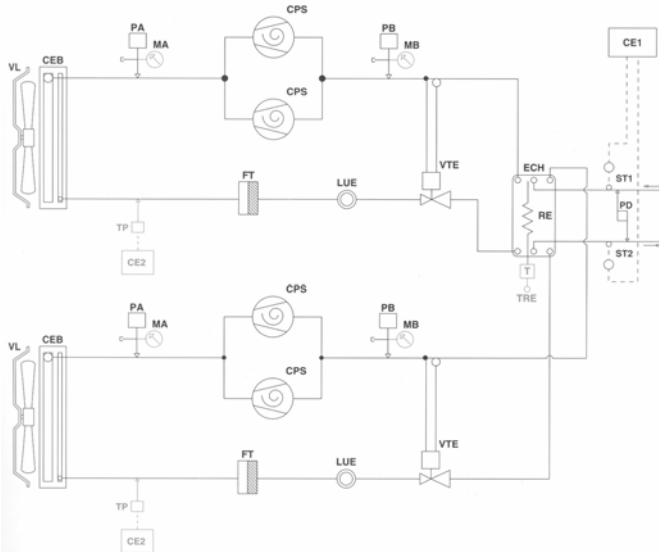 CPS
PA
MA
PB
MB
CE1
VL
CEB
C
C
VTE
ECH
ST1
FT
LUE
RE
PD
TP
ST2
CE2
T
TRE
CPS
PA
MA
PB
MB
VL
CEB
C
C
CPS
CPS
VTE
FT
LUE
TP
CE2